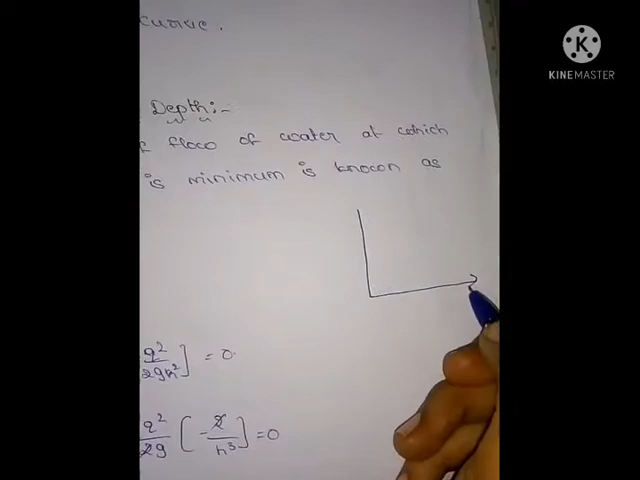 curve.
Depth:-
flow of water at which
is minimum is known as
q²/2gh² ] = 0
q²/2g [ -2/h³ ] = 0
K
KINEMASTER